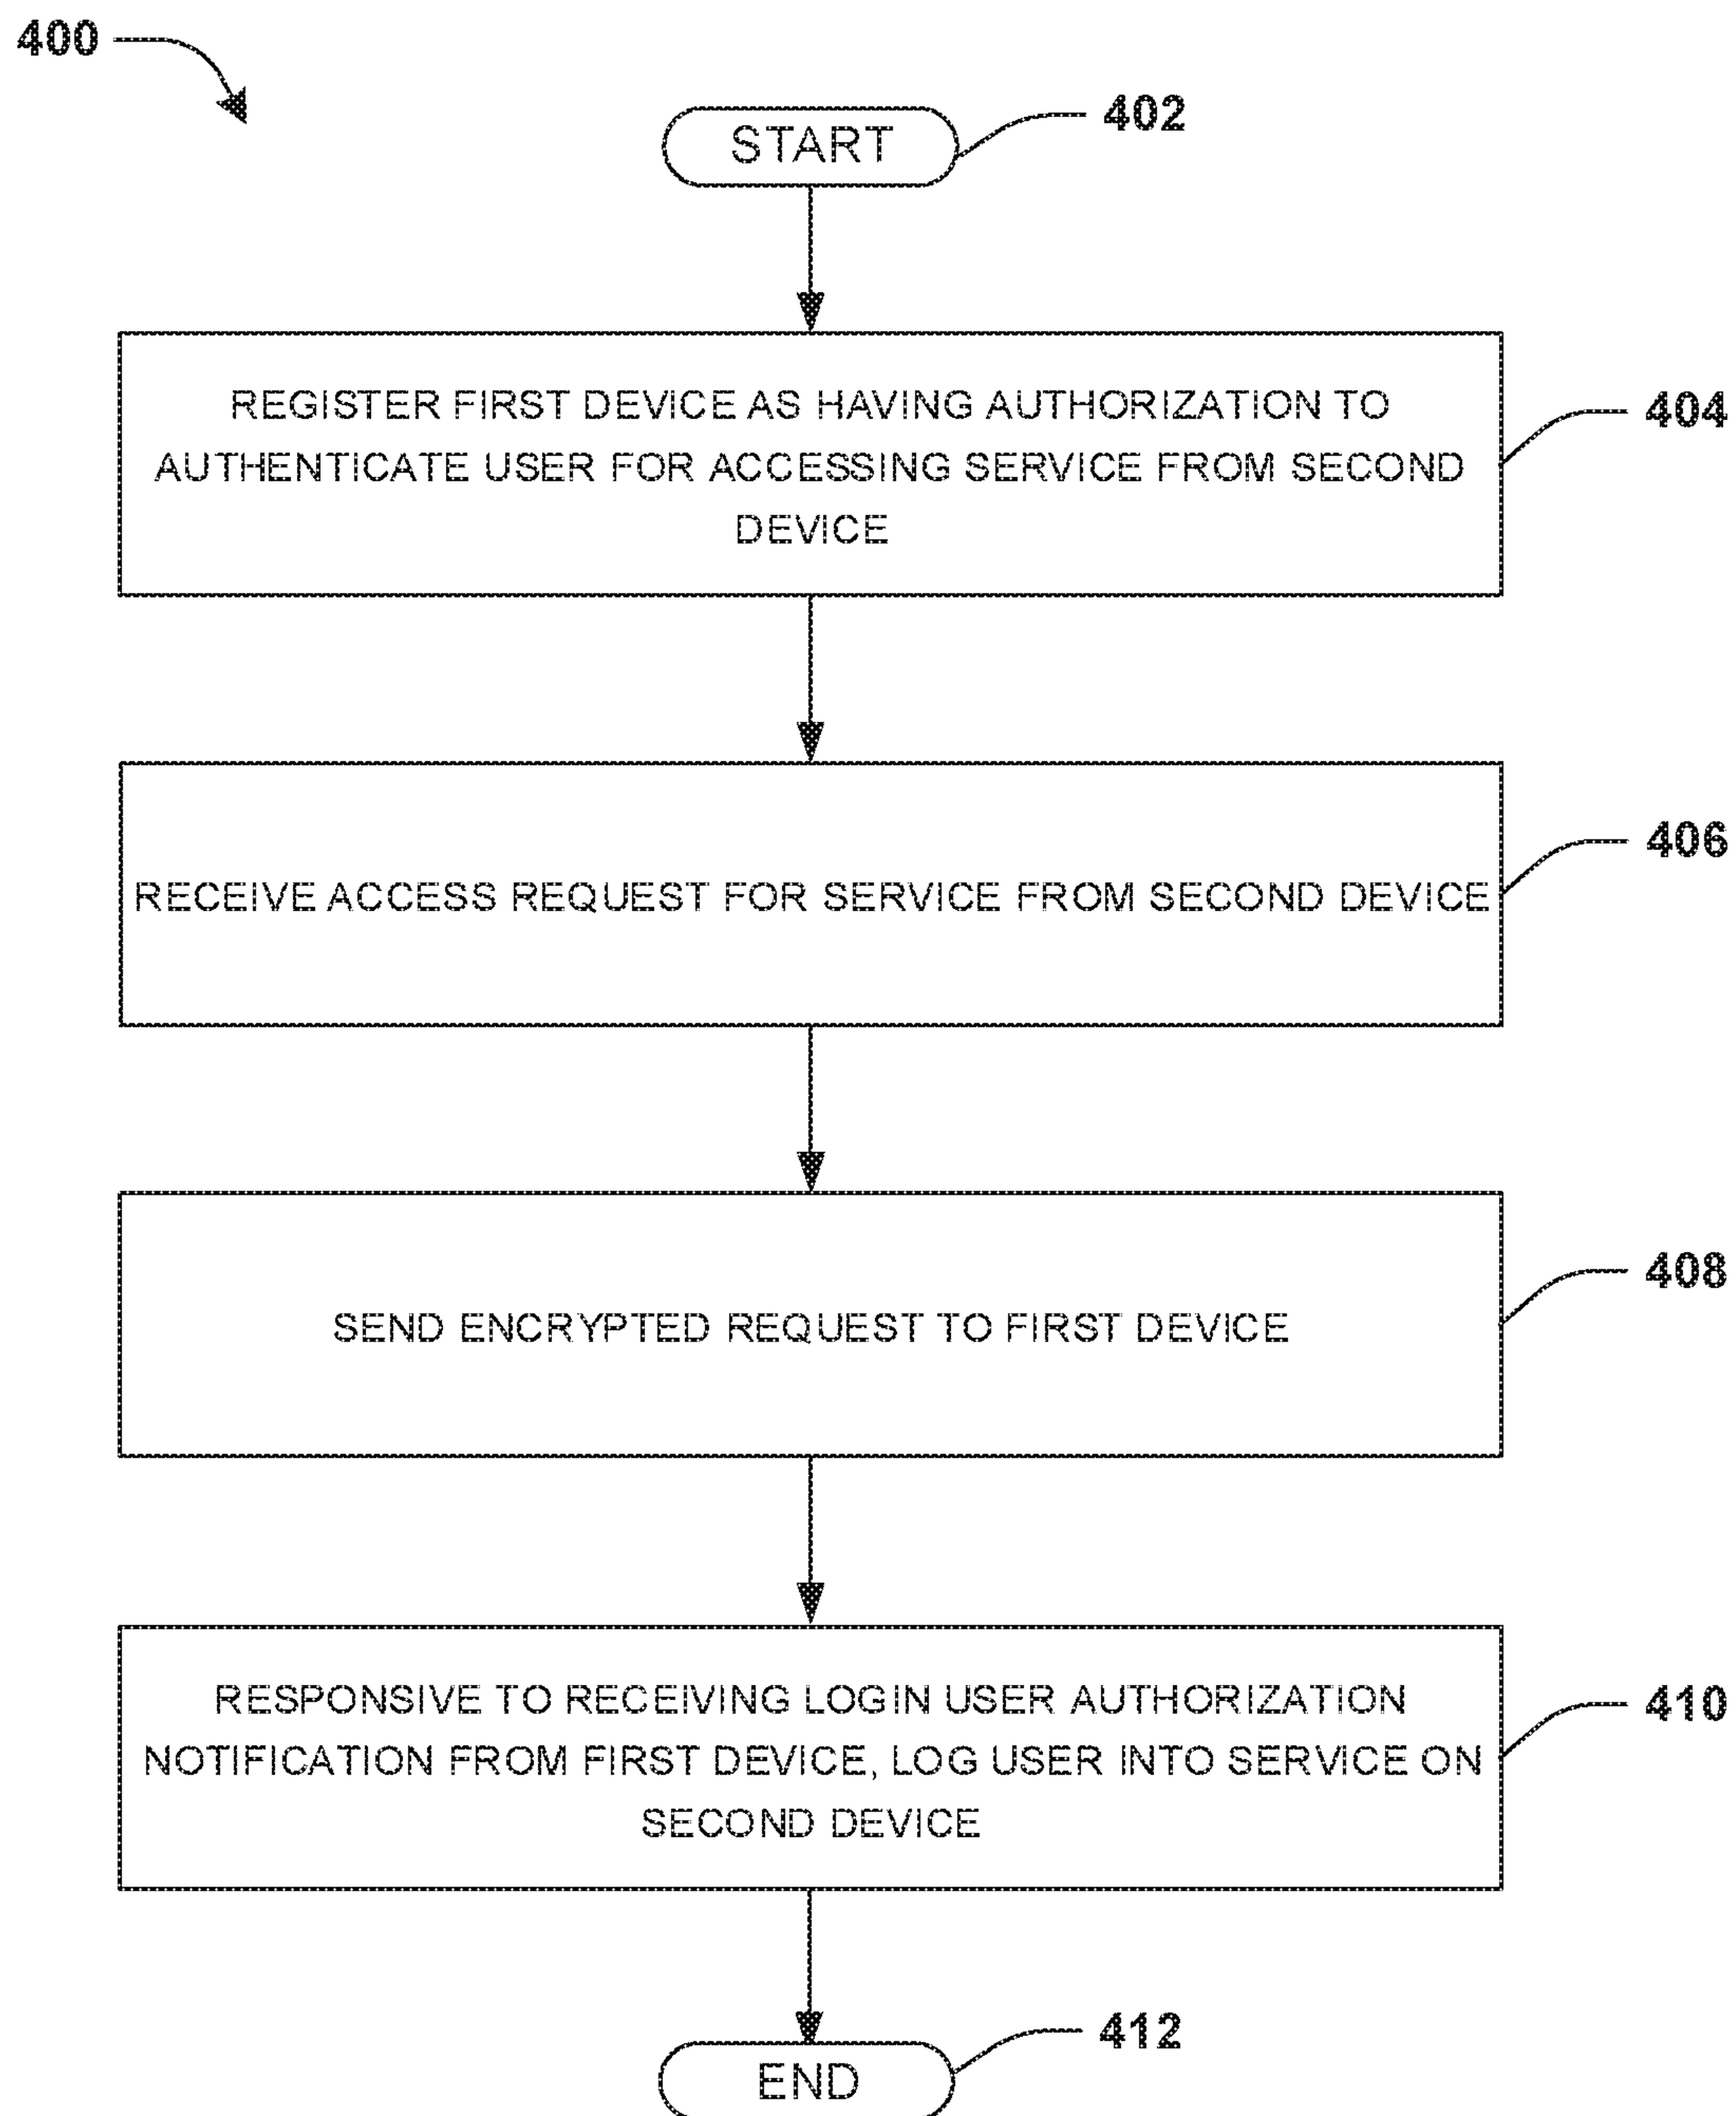 400
START
402
REGISTER FIRST DEVICE AS HAVING AUTHORIZATION TO
AUTHENTICATE USER FOR ACCESSING SERVICE FROM SECOND
DEVICE
404
RECEIVE ACCESS REQUEST FOR SERVICE FROM SECOND DEVICE
406
SEND ENCRYPTED REQUEST TO FIRST DEVICE
408
RESPONSIVE TO RECEIVING LOGIN USER AUTHORIZATION
NOTIFICATION FROM FIRST DEVICE, LOG USER INTO SERVICE ON
SECOND DEVICE
410
END
412